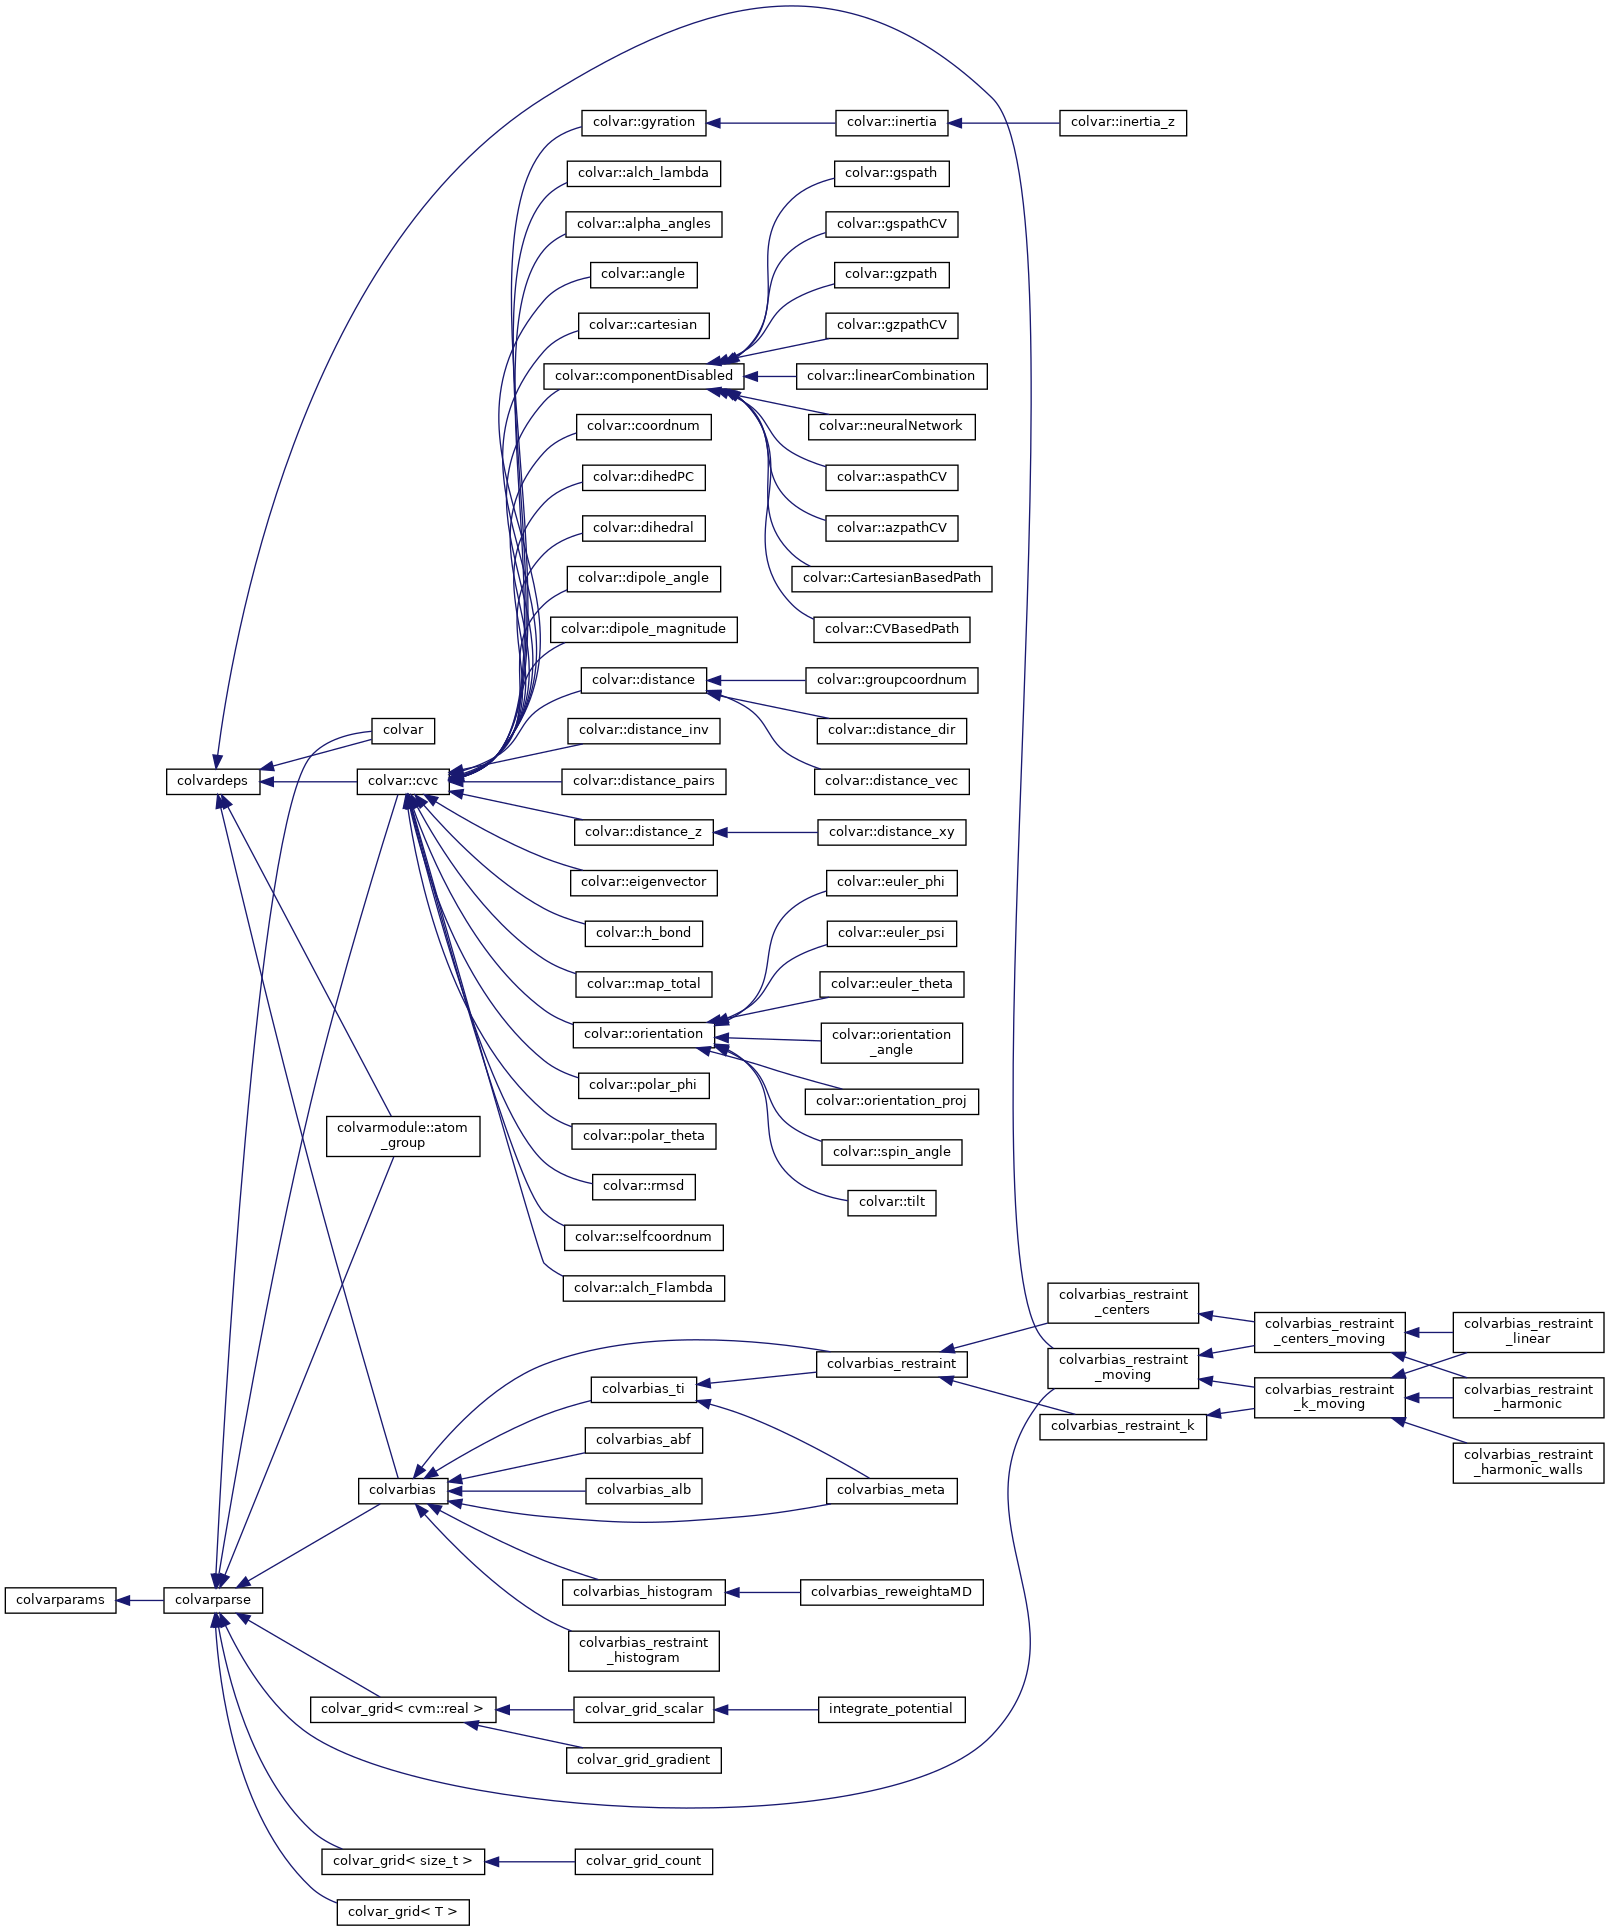 colvar::gyration
colvar::inertia
colvar::inertia_z
colvar::alch_lambda
colvar::gspath
colvar::alpha_angles
colvar::gspathCV
colvar::angle
colvar::gzpath
colvar::cartesian
colvar::gzpathCV
colvar::componentDisabled
colvar::linearCombination
colvar::coordnum
colvar::neuralNetwork
colvar::dihedPC
colvar::aspathCV
colvar::dihedral
colvar::azpathCV
colvar::dipole_angle
colvar::CartesianBasedPath
colvar::dipole_magnitude
colvar::CVBasedPath
colvar::distance
colvar::groupcoordnum
colvar
colvar::distance_inv
colvar::distance_dir
colvardeps
colvar::cvc
colvar::distance_pairs
colvar::distance_vec
colvar::distance_z
colvar::distance_xy
colvar::eigenvector
colvar::euler_phi
colvar::h_bond
colvar::euler_psi
colvar::map_total
colvar::euler_theta
colvar::orientation
colvar::orientation
_angle
colvar::polar_phi
colvar::orientation_proj
colvarmodule::atom
_group
colvar::polar_theta
colvar::spin_angle
colvar::rmsd
colvar::tilt
colvar::selfcoordnum
colvar::alch_Flambda
colvarbias_restraint
_centers
colvarbias_restraint
_centers_moving
colvarbias_restraint
_linear
colvarbias_restraint
colvarbias_restraint
_moving
colvarbias_ti
colvarbias_restraint
_k_moving
colvarbias_restraint
_harmonic
colvarbias_restraint_k
colvarbias_abf
colvarbias_restraint
_harmonic_walls
colvarbias
colvarbias_alb
colvarbias_meta
colvarparams
colvarparse
colvarbias_histogram
colvarbias_reweightaMD
colvarbias_restraint
_histogram
colvar_grid< cvm::real >
colvar_grid_scalar
integrate_potential
colvar_grid_gradient
colvar_grid< size_t >
colvar_grid_count
colvar_grid< T >